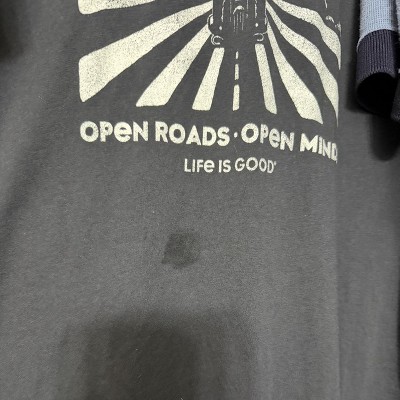 OPEN ROADS · OPEN MIND
LIFE IS GOOD®